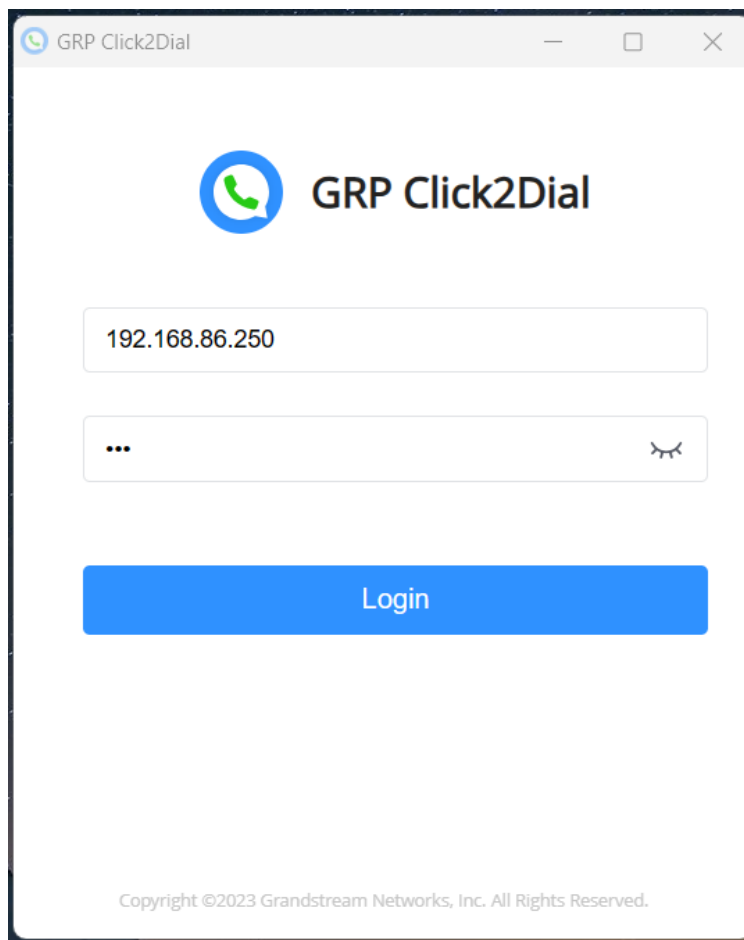 GRP Click2Dial
GRP Click2Dial
192.168.86.250
•••
Login
Copyright ©2023 Grandstream Networks, Inc. All Rights Reserved.